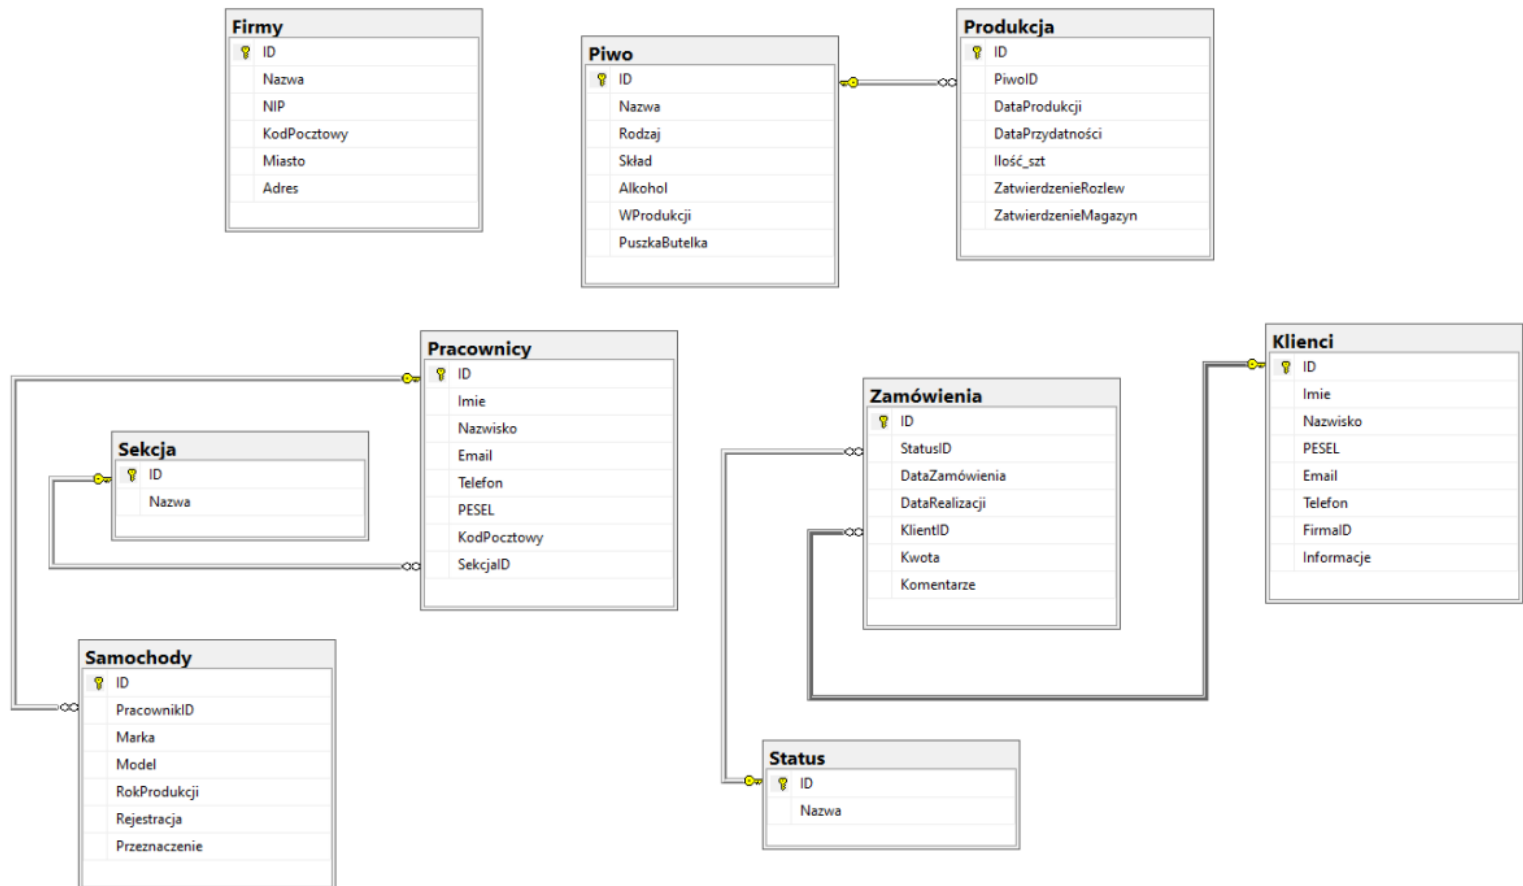 Firmy
ID
Nazwa
NIP
KodPocztowy
Miasto
Adres
Piwo
ID
Nazwa
Rodzaj
Skład
Alkohol
WProdukcji
PuszkaButelka
Produkcja
ID
PiwoID
DataProdukcji
DataPrzydatności
Ilość_szt
ZatwierdzenieRozlew
ZatwierdzenieMagazyn
Pracownicy
ID
Imie
Nazwisko
Email
Telefon
PESEL
KodPocztowy
SekcjaID
Sekcja
ID
Nazwa
Samochody
ID
PracownikID
Marka
Model
RokProdukcji
Rejestracja
Przeznaczenie
Zamówienia
ID
StatusID
DataZamówienia
DataRealizacji
KlientID
Kwota
Komentarze
Klienci
ID
Imie
Nazwisko
PESEL
Email
Telefon
FirmaID
Informacje
Status
ID
Nazwa